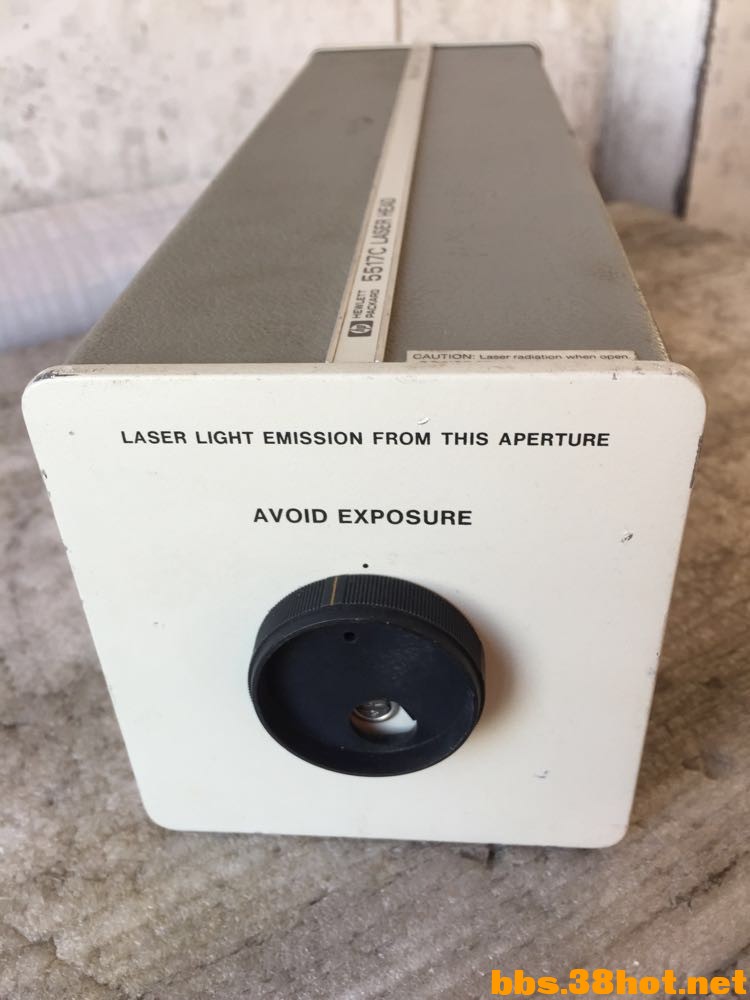 hp HEWLETT
PACKARD 5517C LASER HEAD
CAUTION: Laser radiation when open.
LASER LIGHT EMISSION FROM THIS APERTURE
AVOID EXPOSURE
bbs.38hot.net